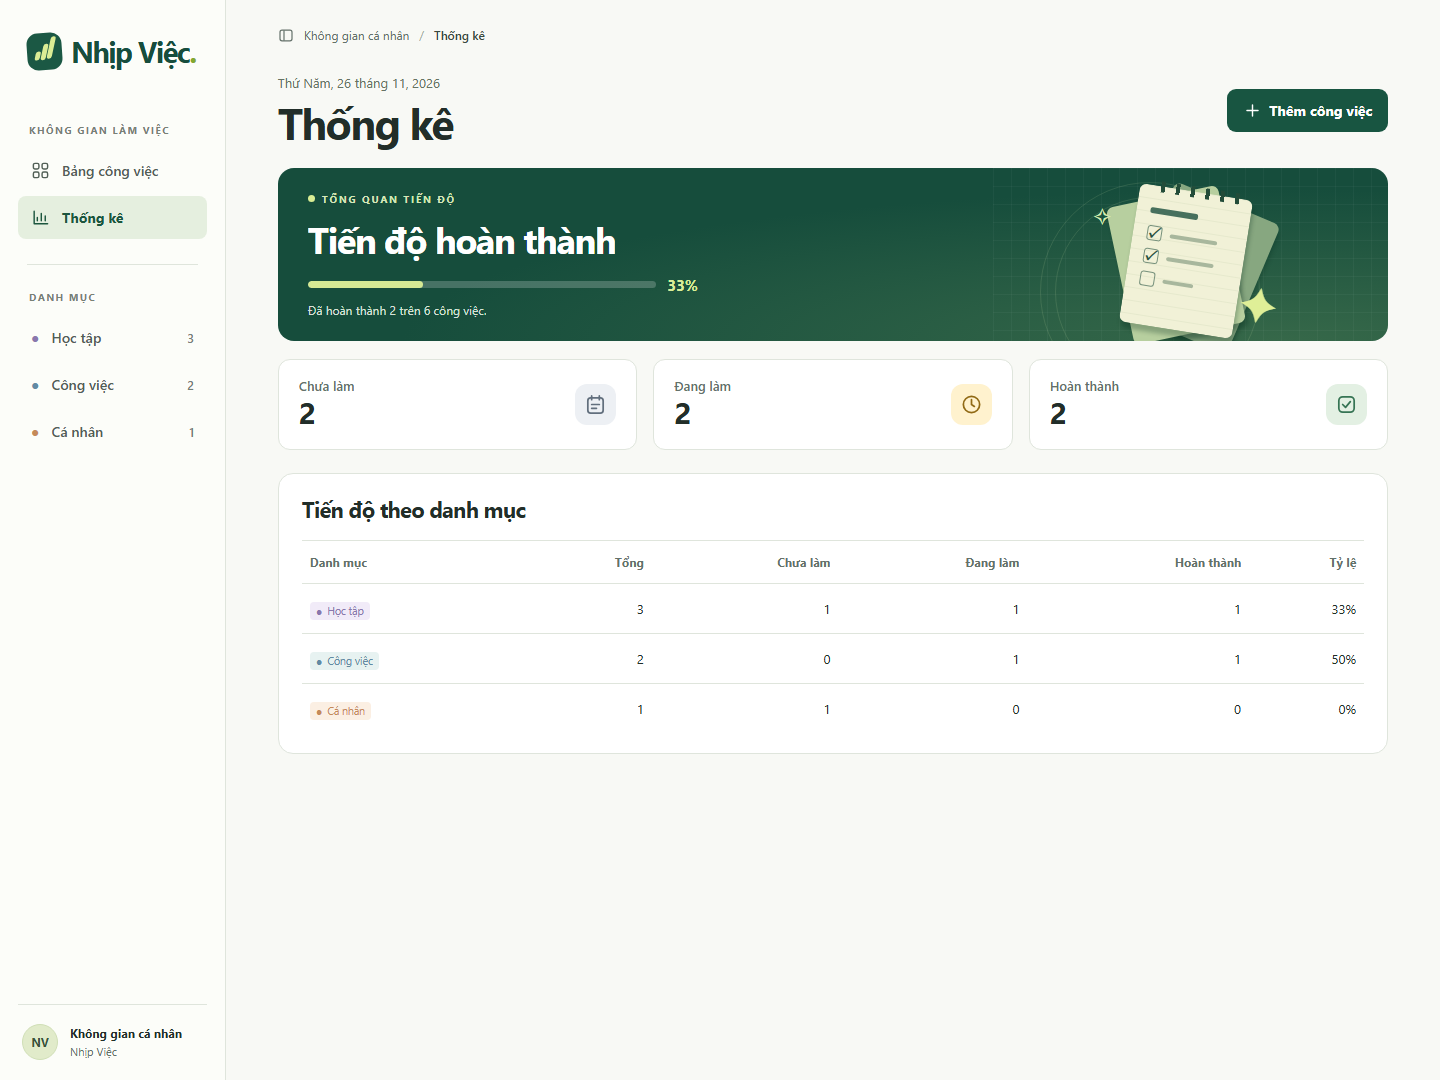 Nhịp Việc.
KHÔNG GIAN LÀM VIỆC
Bảng công việc
Thống kê
DANH MỤC
Học tập 3
Công việc 2
Cá nhân 1
NV
Không gian cá nhân
Nhịp Việc
Không gian cá nhân / Thống kê
Thứ Năm, 26 tháng 11, 2026
Thống kê
Thêm công việc
TỔNG QUAN TIẾN ĐỘ
Tiến độ hoàn thành
33%
Đã hoàn thành 2 trên 6 công việc.
Chưa làm
2
Đang làm
2
Hoàn thành
2
Tiến độ theo danh mục
Danh mục Tổng Chưa làm Đang làm Hoàn thành Tỷ lệ
Học tập 3 1 1 1 33%
Công việc 2 0 1 1 50%
Cá nhân 1 1 0 0 0%